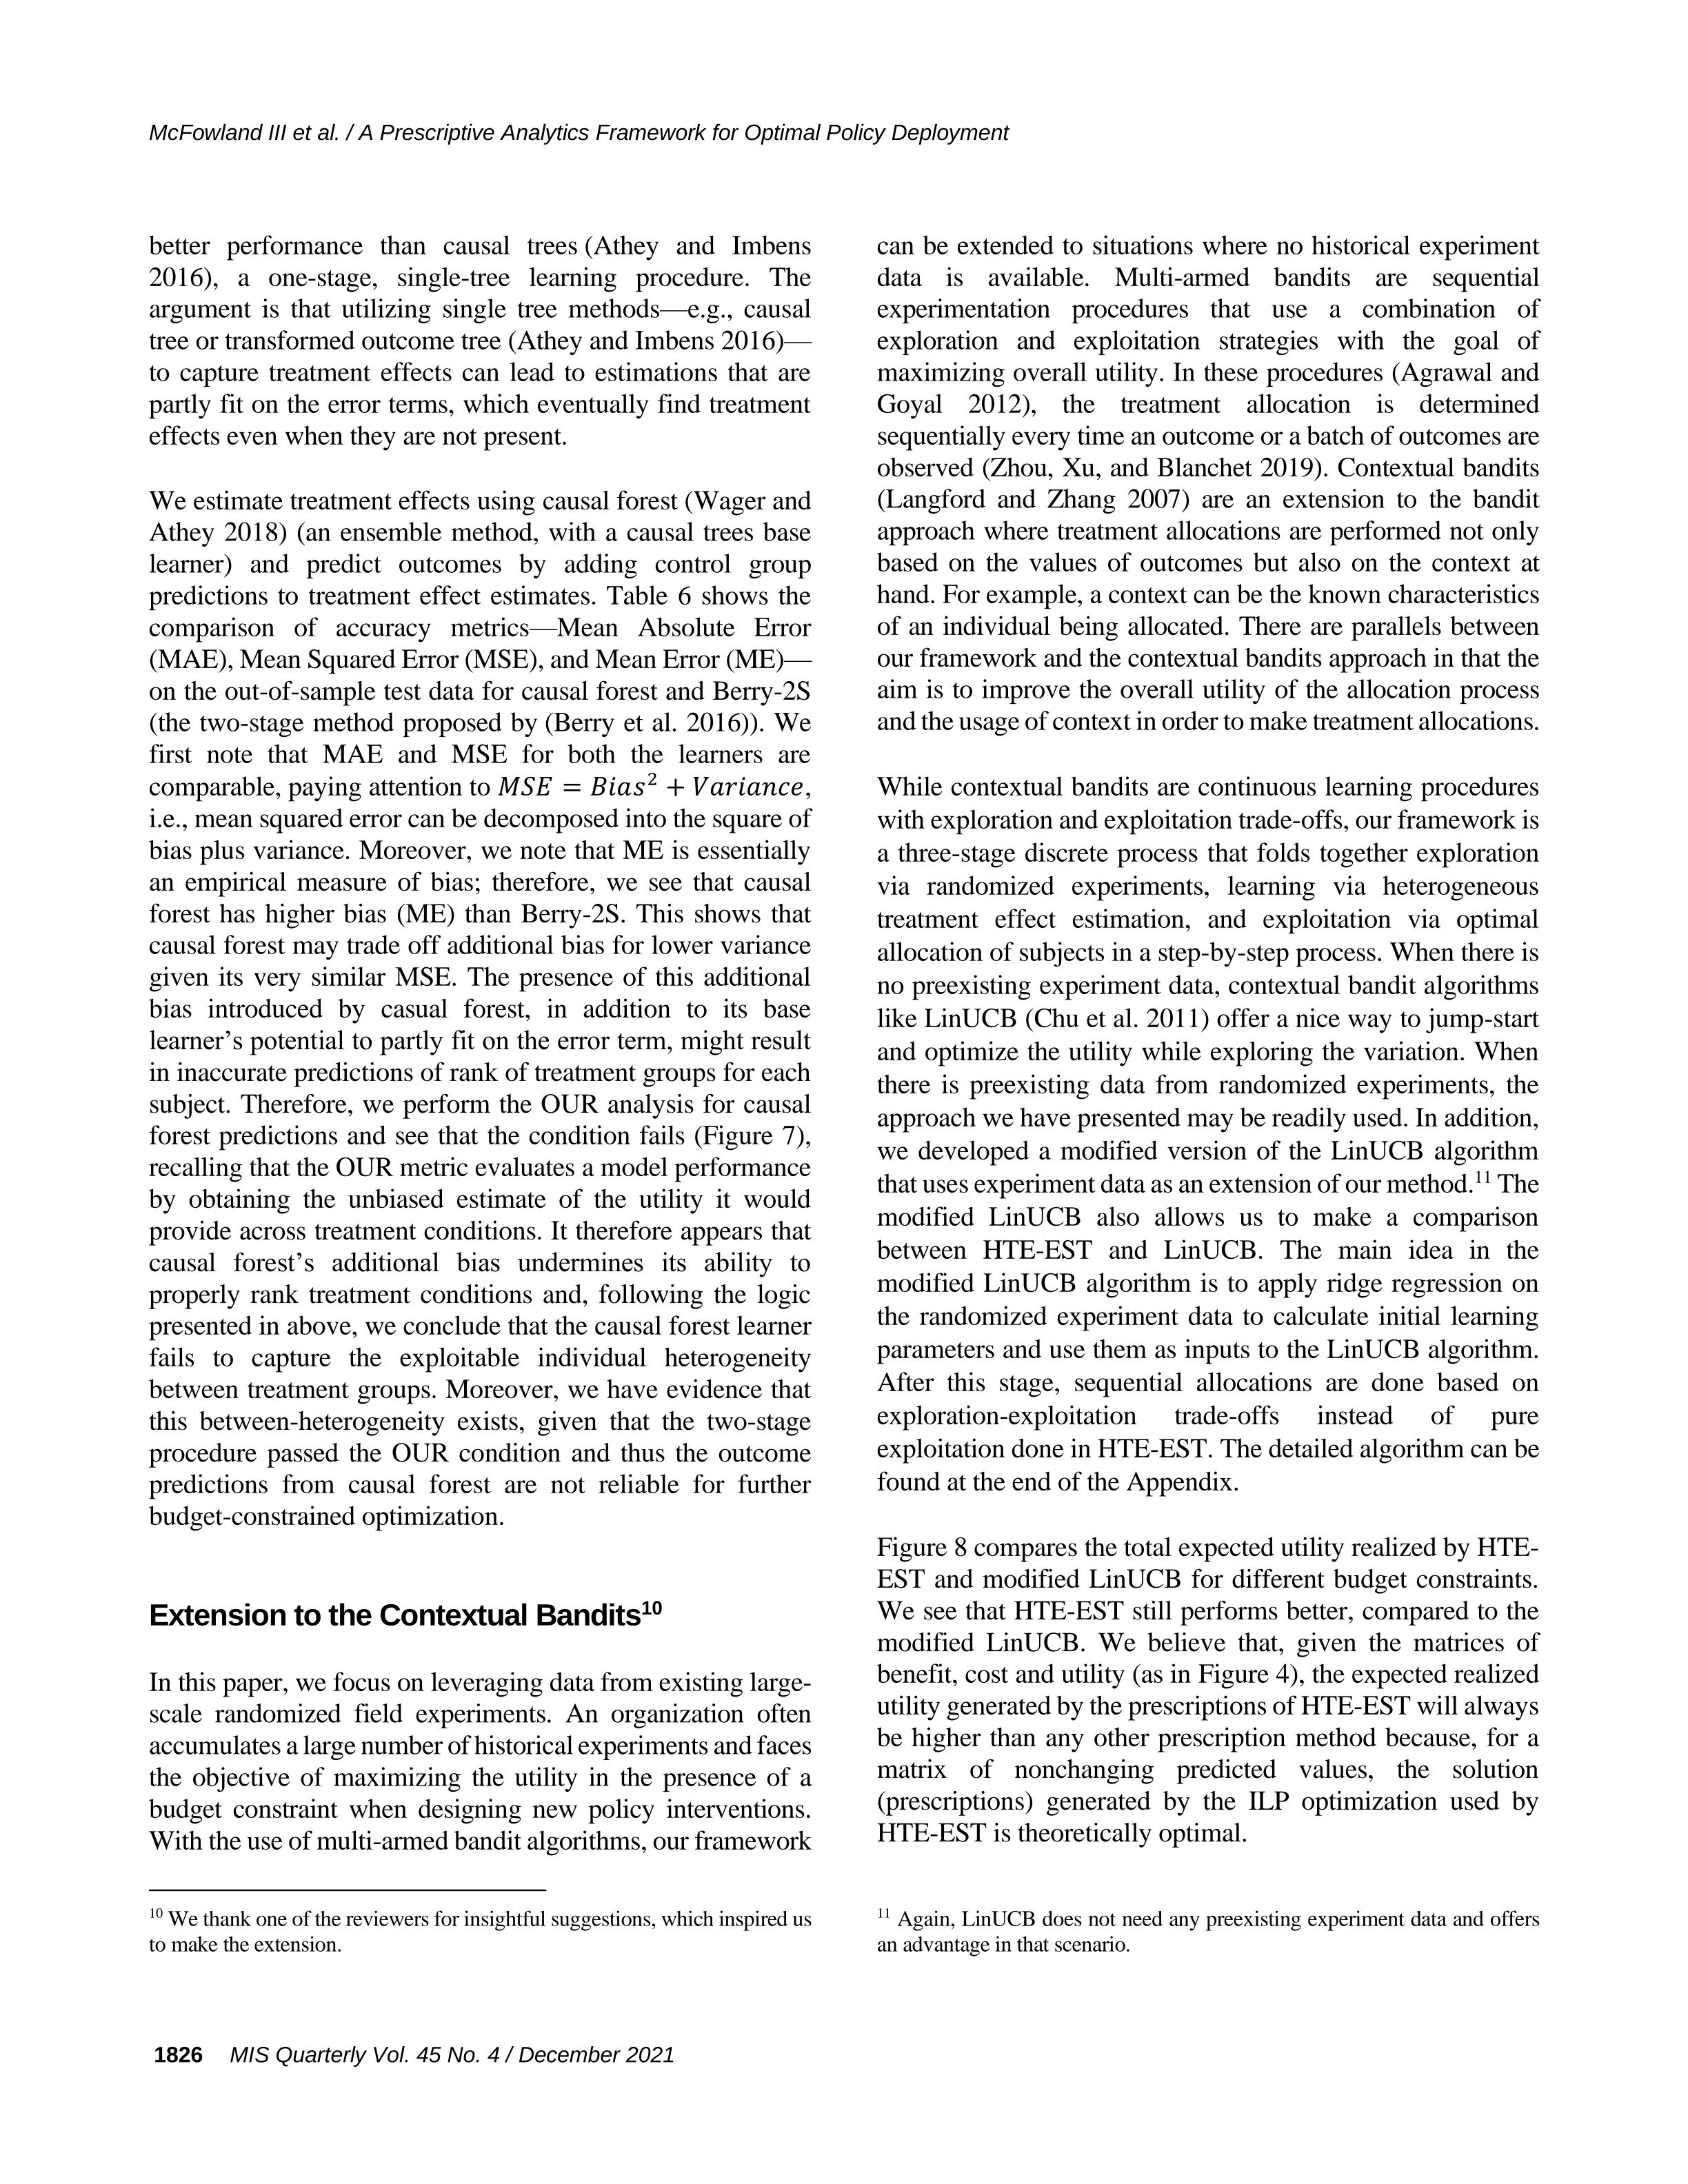 McFowland III et al. / A Prescriptive Analytics Framework for Optimal Policy Deployment
better performance than causal trees (Athey and Imbens
2016), a one-stage, single-tree learning procedure. The
argument is that utilizing single tree methods—e.g., causal
tree or transformed outcome tree (Athey and Imbens 2016)—
to capture treatment effects can lead to estimations that are
partly fit on the error terms, which eventually find treatment
effects even when they are not present.
We estimate treatment effects using causal forest (Wager and
Athey 2018) (an ensemble method, with a causal trees base
learner) and predict outcomes by adding control group
predictions to treatment effect estimates. Table 6 shows the
comparison of accuracy metrics—Mean Absolute Error
(MAE), Mean Squared Error (MSE), and Mean Error (ME)—
on the out-of-sample test data for causal forest and Berry-2S
(the two-stage method proposed by (Berry et al. 2016)). We
first note that MAE and MSE for both the learners are
comparable, paying attention to MSE = Bias² + Variance,
i.e., mean squared error can be decomposed into the square of
bias plus variance. Moreover, we note that ME is essentially
an empirical measure of bias; therefore, we see that causal
forest has higher bias (ME) than Berry-2S. This shows that
causal forest may trade off additional bias for lower variance
given its very similar MSE. The presence of this additional
bias introduced by casual forest, in addition to its base
learner’s potential to partly fit on the error term, might result
in inaccurate predictions of rank of treatment groups for each
subject. Therefore, we perform the OUR analysis for causal
forest predictions and see that the condition fails (Figure 7),
recalling that the OUR metric evaluates a model performance
by obtaining the unbiased estimate of the utility it would
provide across treatment conditions. It therefore appears that
causal forest’s additional bias undermines its ability to
properly rank treatment conditions and, following the logic
presented in above, we conclude that the causal forest learner
fails to capture the exploitable individual heterogeneity
between treatment groups. Moreover, we have evidence that
this between-heterogeneity exists, given that the two-stage
procedure passed the OUR condition and thus the outcome
predictions from causal forest are not reliable for further
budget-constrained optimization.
Extension to the Contextual Bandits¹⁰
In this paper, we focus on leveraging data from existing large-
scale randomized field experiments. An organization often
accumulates a large number of historical experiments and faces
the objective of maximizing the utility in the presence of a
budget constraint when designing new policy interventions.
With the use of multi-armed bandit algorithms, our framework
¹⁰ We thank one of the reviewers for insightful suggestions, which inspired us
to make the extension.
can be extended to situations where no historical experiment
data is available. Multi-armed bandits are sequential
experimentation procedures that use a combination of
exploration and exploitation strategies with the goal of
maximizing overall utility. In these procedures (Agrawal and
Goyal 2012), the treatment allocation is determined
sequentially every time an outcome or a batch of outcomes are
observed (Zhou, Xu, and Blanchet 2019). Contextual bandits
(Langford and Zhang 2007) are an extension to the bandit
approach where treatment allocations are performed not only
based on the values of outcomes but also on the context at
hand. For example, a context can be the known characteristics
of an individual being allocated. There are parallels between
our framework and the contextual bandits approach in that the
aim is to improve the overall utility of the allocation process
and the usage of context in order to make treatment allocations.
While contextual bandits are continuous learning procedures
with exploration and exploitation trade-offs, our framework is
a three-stage discrete process that folds together exploration
via randomized experiments, learning via heterogeneous
treatment effect estimation, and exploitation via optimal
allocation of subjects in a step-by-step process. When there is
no preexisting experiment data, contextual bandit algorithms
like LinUCB (Chu et al. 2011) offer a nice way to jump-start
and optimize the utility while exploring the variation. When
there is preexisting data from randomized experiments, the
approach we have presented may be readily used. In addition,
we developed a modified version of the LinUCB algorithm
that uses experiment data as an extension of our method.¹¹ The
modified LinUCB also allows us to make a comparison
between HTE-EST and LinUCB. The main idea in the
modified LinUCB algorithm is to apply ridge regression on
the randomized experiment data to calculate initial learning
parameters and use them as inputs to the LinUCB algorithm.
After this stage, sequential allocations are done based on
exploration-exploitation trade-offs instead of pure
exploitation done in HTE-EST. The detailed algorithm can be
found at the end of the Appendix.
Figure 8 compares the total expected utility realized by HTE-
EST and modified LinUCB for different budget constraints.
We see that HTE-EST still performs better, compared to the
modified LinUCB. We believe that, given the matrices of
benefit, cost and utility (as in Figure 4), the expected realized
utility generated by the prescriptions of HTE-EST will always
be higher than any other prescription method because, for a
matrix of nonchanging predicted values, the solution
(prescriptions) generated by the ILP optimization used by
HTE-EST is theoretically optimal.
¹¹ Again, LinUCB does not need any preexisting experiment data and offers
an advantage in that scenario.
1826 MIS Quarterly Vol. 45 No. 4 / December 2021